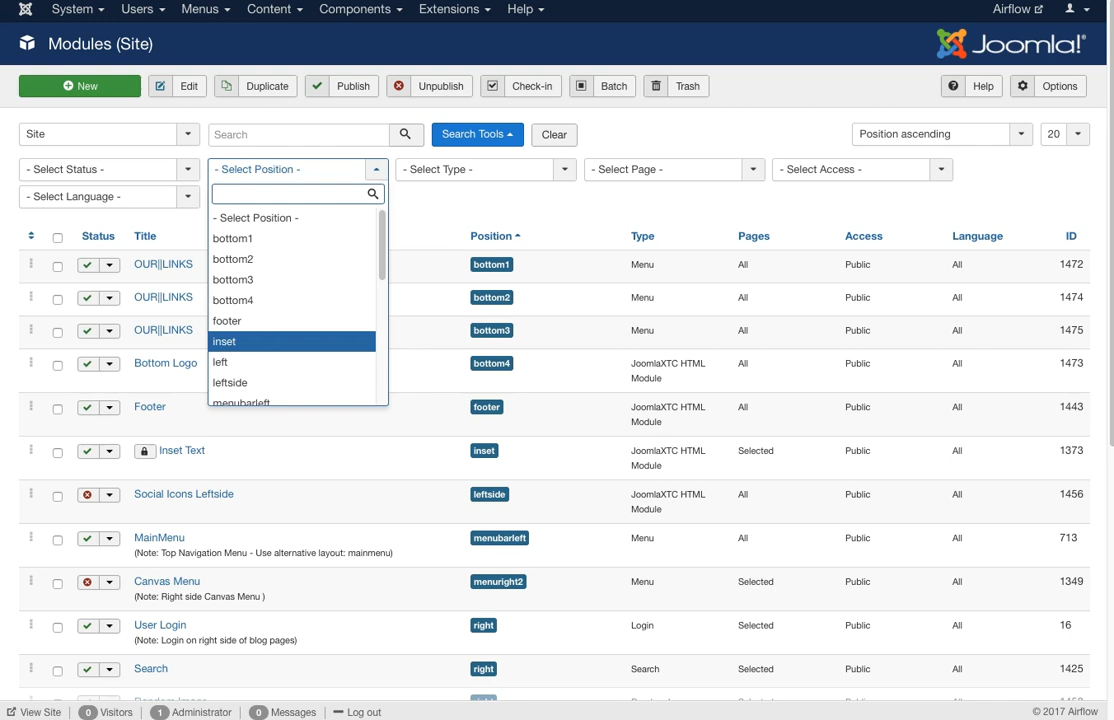 System Users Menus Content Components Extensions Help Airflow
Modules (Site) Joomla!®
New Edit Duplicate Publish Unpublish Check-in Batch Trash Help Options
Site Search Search Tools Clear Position ascending 20
- Select Status - - Select Position - - Select Type - - Select Page - - Select Access -
- Select Language -
- Select Position -
bottom1
bottom2
bottom3
bottom4
footer
inset
left
leftside
menubarleft
Status Title Position Type Pages Access Language ID
OUR||LINKS bottom1 Menu All Public All 1472
OUR||LINKS bottom2 Menu All Public All 1474
OUR||LINKS bottom3 Menu All Public All 1475
Bottom Logo bottom4 JoomlaXTC HTML All Public All 1473
Module
Footer footer JoomlaXTC HTML All Public All 1443
Module
Inset Text inset JoomlaXTC HTML Selected Public All 1373
Module
Social Icons Leftside leftside JoomlaXTC HTML All Public All 1456
Module
MainMenu menubarleft Menu All Public All 713
(Note: Top Navigation Menu - Use alternative layout: mainmenu)
Canvas Menu menuright2 Menu Selected Public All 1349
(Note: Right side Canvas Menu )
User Login right Login Selected Public All 16
(Note: Login on right side of blog pages)
Search right Search Selected Public All 1425
View Site 0 Visitors 1 Administrator 0 Messages Log out © 2017 Airflow